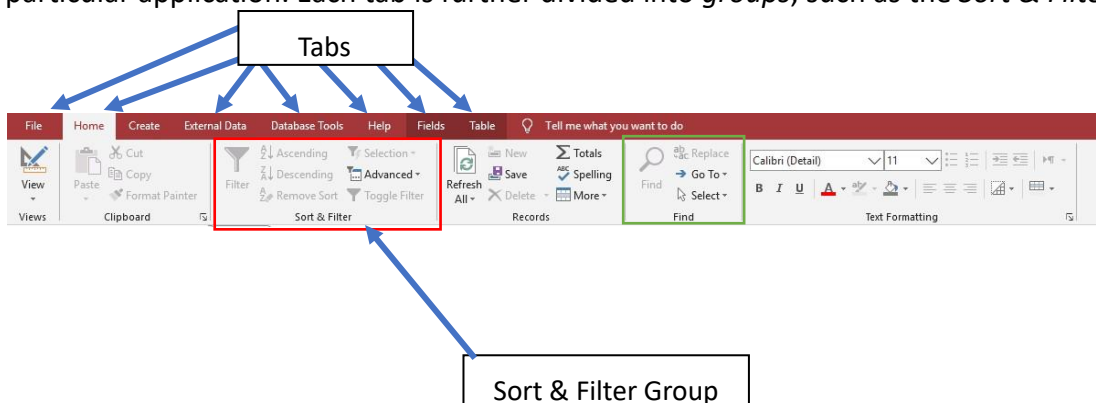 particular application. Each tab is further divided into groups, such as the Sort & Filte
Tabs
File Home Create External Data Database Tools Help Fields Table Tell me what you want to do
View
Views
Paste
Cut
Copy
Format Painter
Clipboard
Filter
Ascending
Descending
Remove Sort
Selection
Advanced
Toggle Filter
Sort & Filter
Refresh
All
New
Save
Delete
Totals
Spelling
More
Records
Find
Replace
Go To
Select
Find
Calibri (Detail) 11
B I U A
Text Formatting
Sort & Filter Group